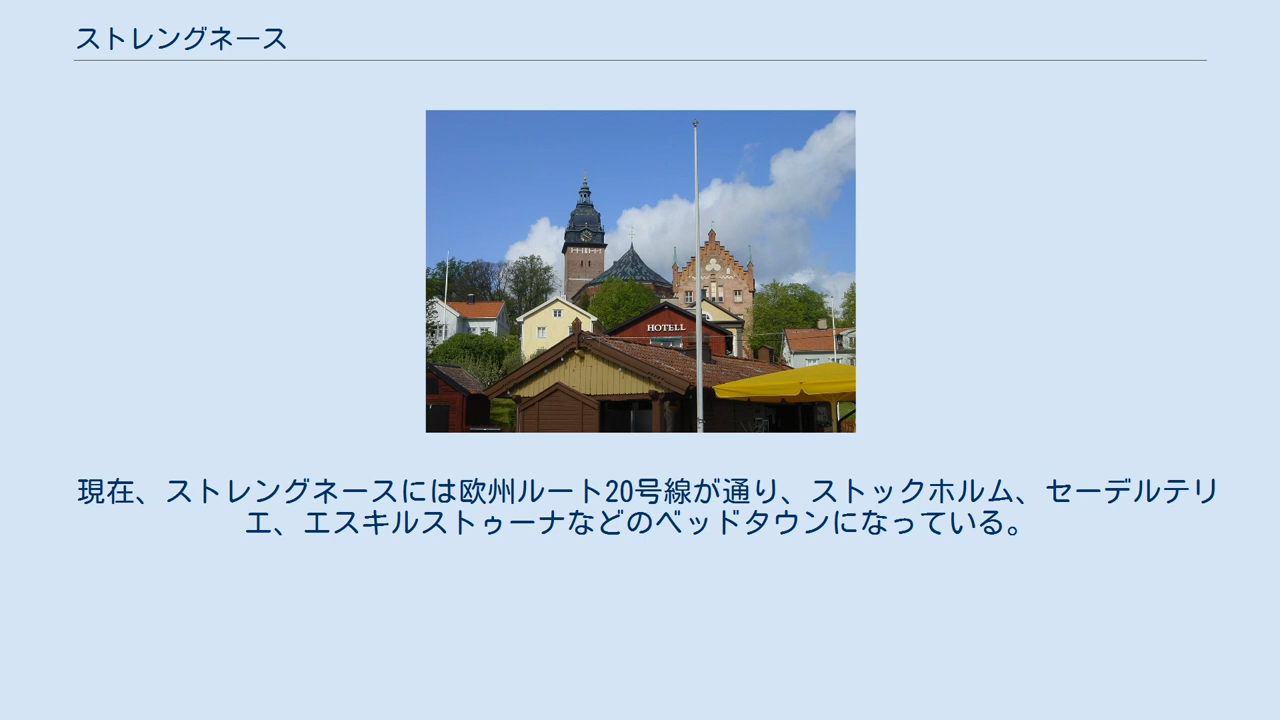 ストレングネース
HOTELL
現在、ストレングネースには欧州ルート20号線が通り、ストックホルム、セーデルテリ
エ、エスキルストゥーナなどのベッドタウンになっている。